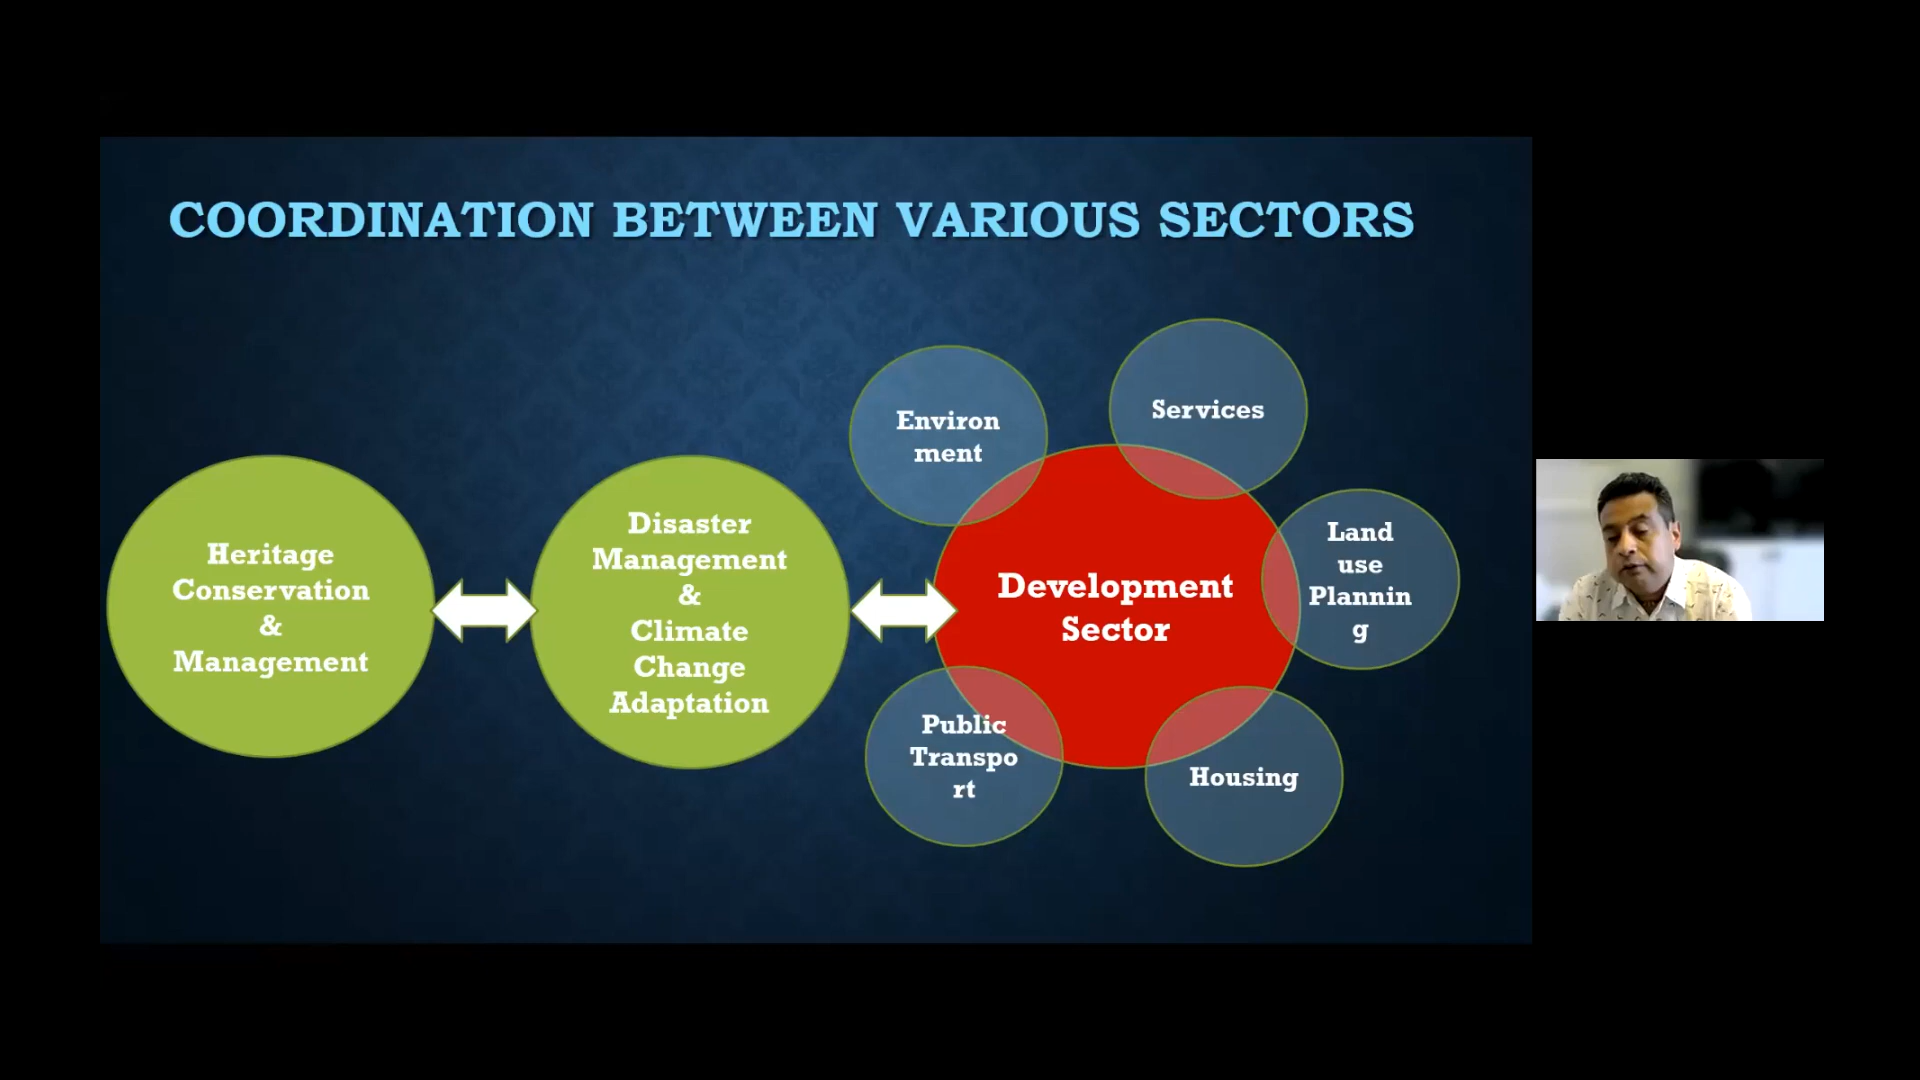 COORDINATION BETWEEN VARIOUS SECTORS
Heritage
Conservation
&
Management
Disaster
Management
&
Climate
Change
Adaptation
Development
Sector
Environ
ment
Services
Land
use
Plannin
g
Public
Transpo
rt
Housing